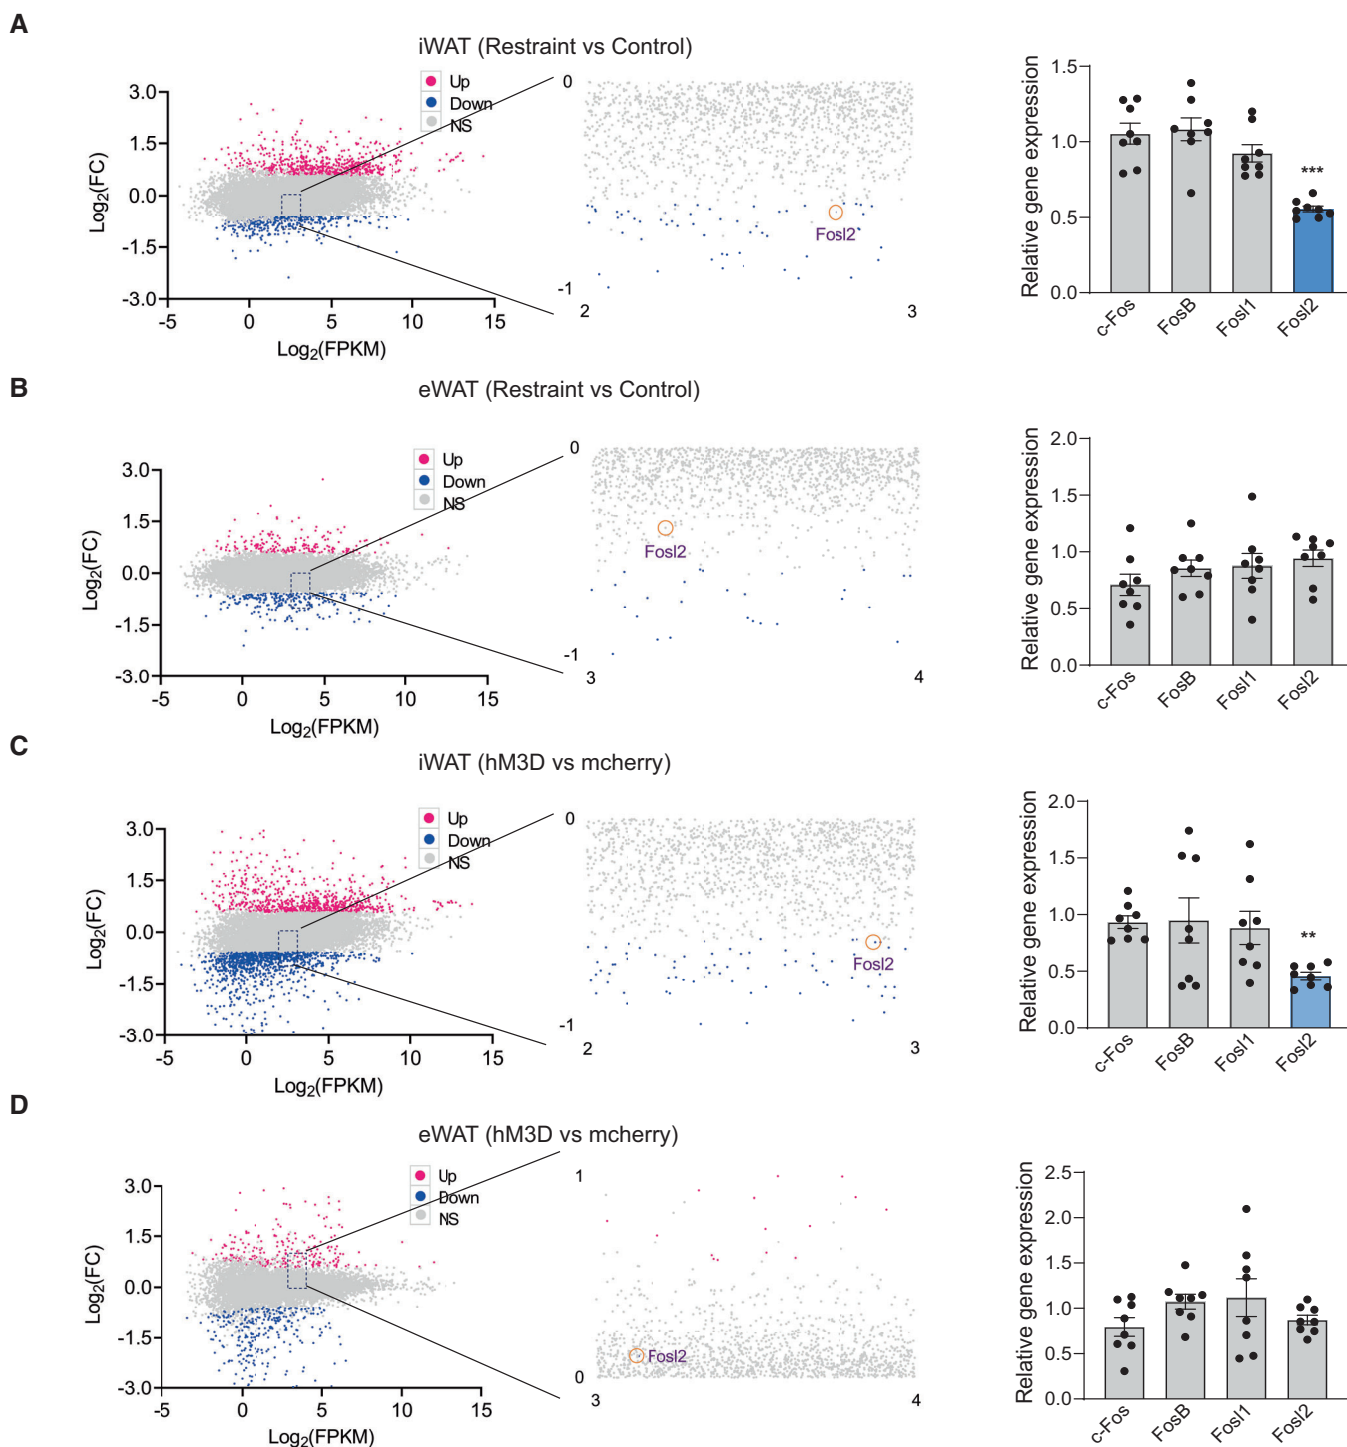 A
iWAT (Restraint vs Control)
Up
Down
NS
3.0
1.5
0.0
-1.5
-3.0
Log2(FC)
-5 0 5 10 15
Log2(FPKM)
0
-1
2 3
Fosl2
Relative gene expression
1.5
1.0
0.5
0.0
***
c-Fos FosB Fosl1 Fosl2
B
eWAT (Restraint vs Control)
Up
Down
NS
3.0
1.5
0.0
-1.5
-3.0
Log2(FC)
-5 0 5 10 15
Log2(FPKM)
0
-1
3 4
Fosl2
Relative gene expression
2.0
1.5
1.0
0.5
0.0
c-Fos FosB Fosl1 Fosl2
C
iWAT (hM3D vs mcherry)
Up
Down
NS
3.0
1.5
0.0
-1.5
-3.0
Log2(FC)
-5 0 5 10 15
Log2(FPKM)
0
-1
2 3
Fosl2
Relative gene expression
2.0
1.5
1.0
0.5
0.0
**
c-Fos FosB Fosl1 Fosl2
D
eWAT (hM3D vs mcherry)
Up
Down
NS
3.0
1.5
0.0
-1.5
-3.0
Log2(FC)
-5 0 5 10 15
Log2(FPKM)
1
0
3 4
Fosl2
Relative gene expression
2.5
2.0
1.5
1.0
0.5
0.0
c-Fos FosB Fosl1 Fosl2